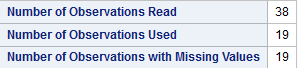 Number of Observations Read 38
Number of Observations Used 19
Number of Observations with Missing Values 19